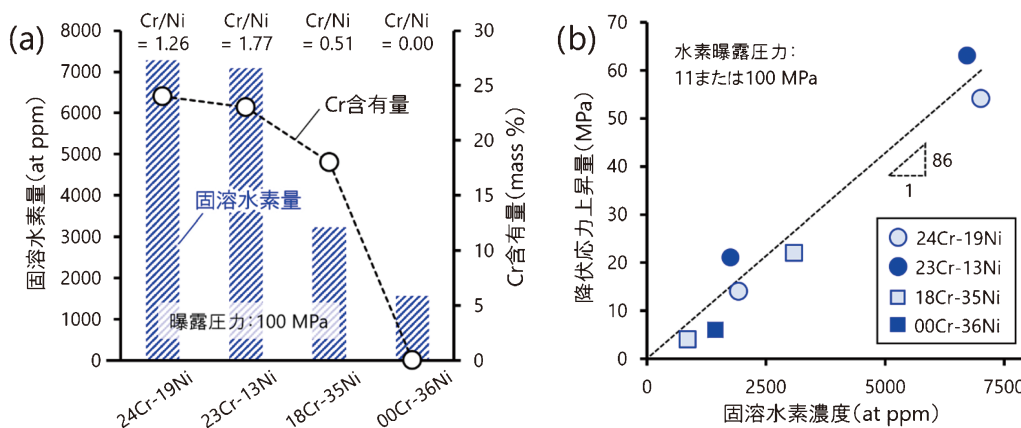 (a)
Cr/Ni = 1.26
Cr/Ni = 1.77
Cr/Ni = 0.51
Cr/Ni = 0.00
固溶水素量(at ppm)
8000
7000
6000
5000
4000
3000
2000
1000
0
Cr含有量
固溶水素量
曝露圧力:100 MPa
30
25
20
15
10
5
0
Cr含有量(mass %)
24Cr-19Ni
23Cr-13Ni
18Cr-35Ni
00Cr-36Ni
(b)
降伏応力上昇量(MPa)
70
60
50
40
30
20
10
0
水素曝露圧力:
11または100 MPa
86
1
24Cr-19Ni
23Cr-13Ni
18Cr-35Ni
00Cr-36Ni
0
2500
5000
7500
固溶水素濃度(at ppm)